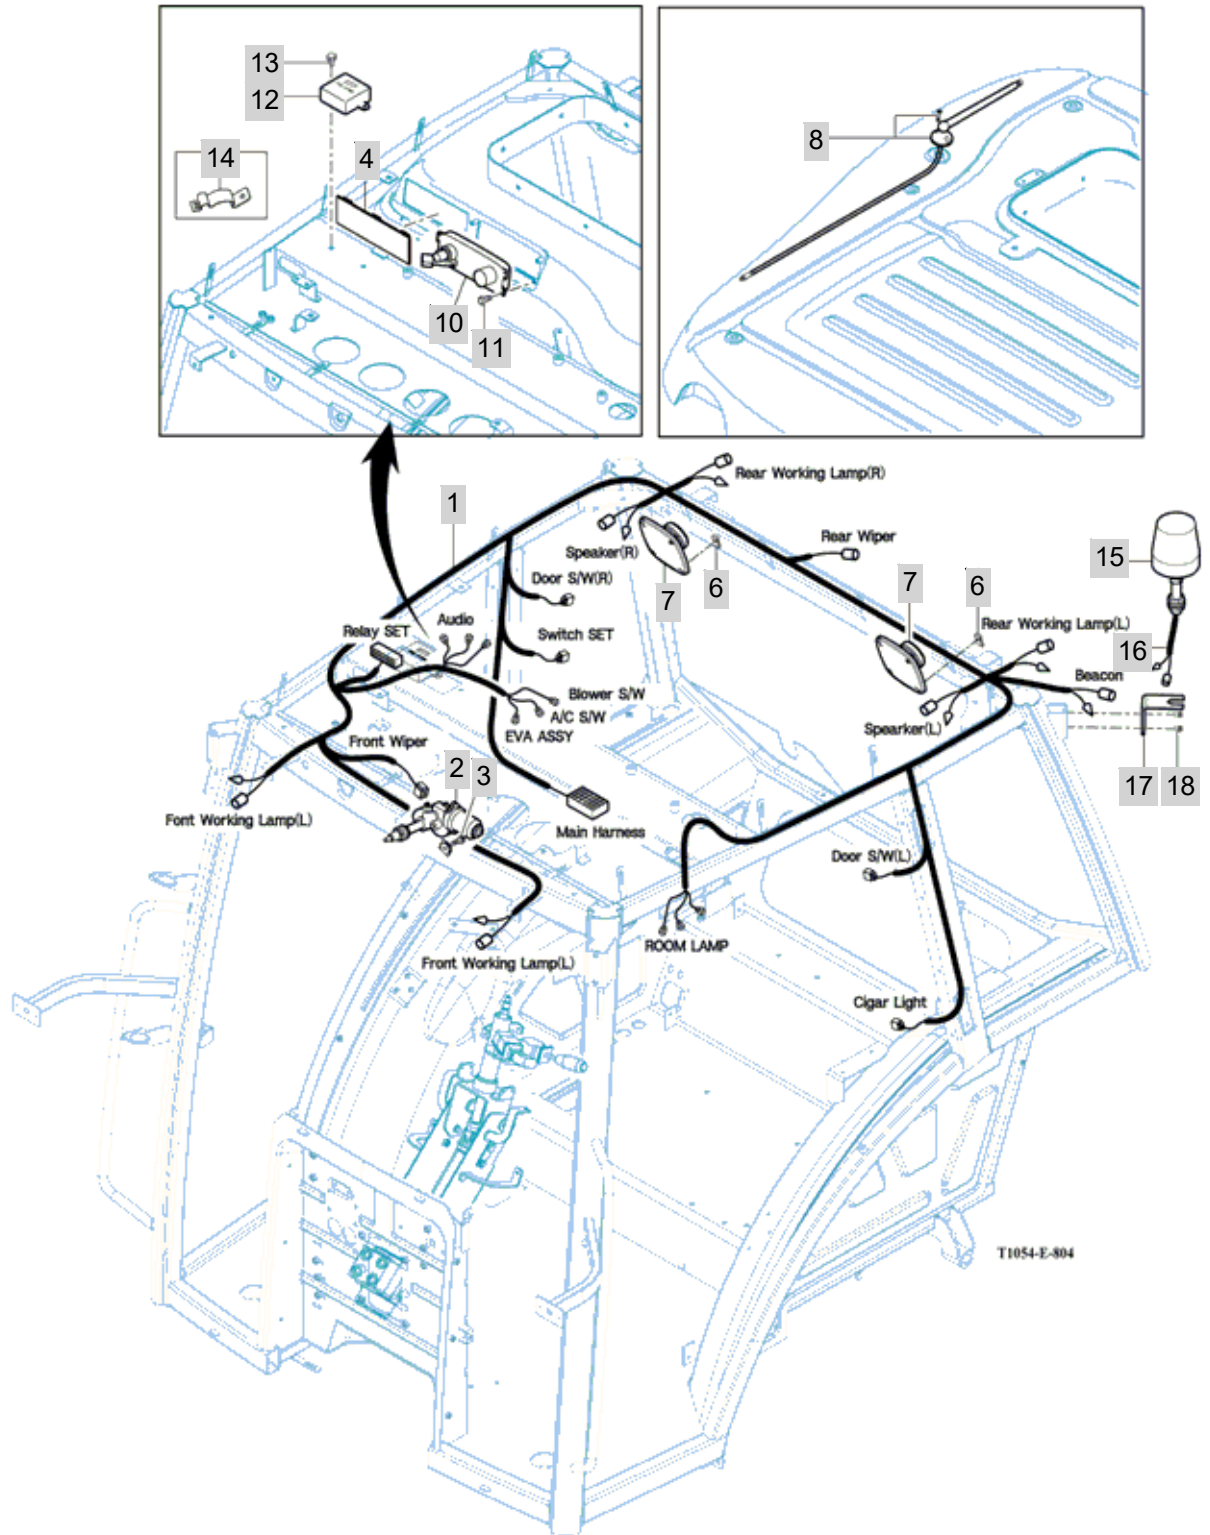 13
12
14
4
8
10
11
Rear Working Lamp(R)
1
Rear Wiper
15
Speaker(R)
6
7
Door S/W(R)
7
6
Audio
Relay SET
Switch SET
Rear Working Lamp(L)
16
Beacon
Blower S/W
A/C S/W
EVA ASSY
Spearker(L)
Front Wiper
2
3
17
18
Font Working Lamp(L)
Main Harness
Door S/W(L)
ROOM LAMP
Front Working Lamp(L)
Cigar Light
T1054-E-804